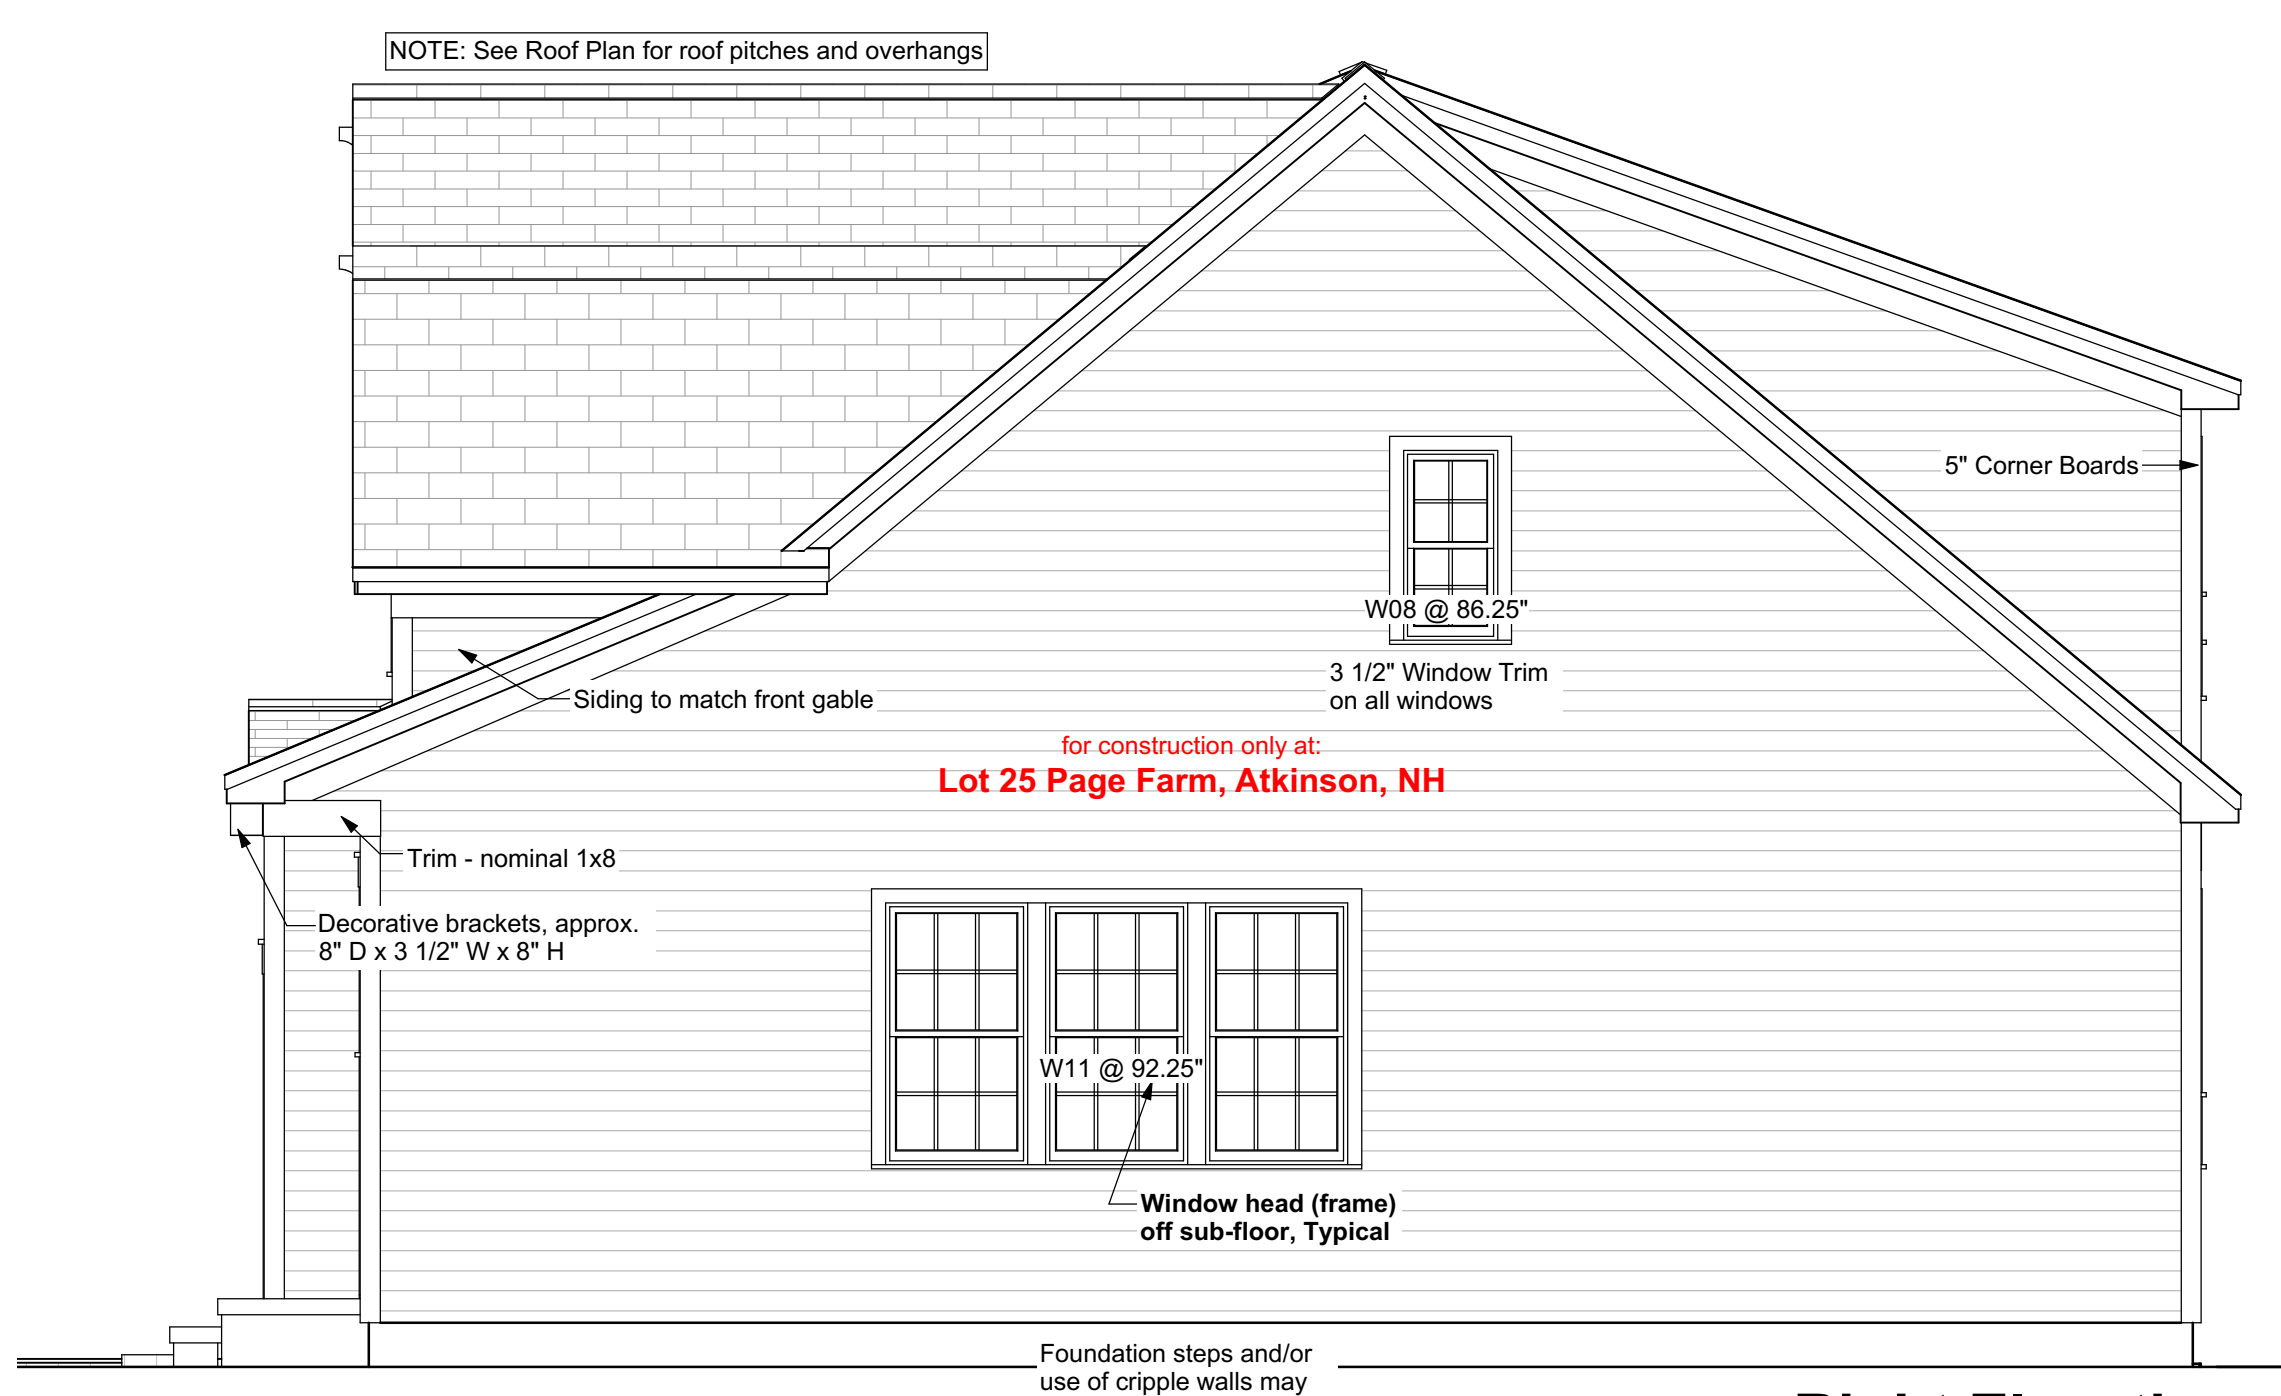 NOTE: See Roof Plan for roof pitches and overhangs
5" Corner Boards
W08 @ 86.25"
3 1/2" Window Trim
on all windows
Siding to match front gable
for construction only at:
Lot 25 Page Farm, Atkinson, NH
Trim - nominal 1x8
Decorative brackets, approx.
8" D x 3 1/2" W x 8" H
W11 @ 92.25"
Window head (frame)
off sub-floor, Typical
Foundation steps and/or
use of cripple walls may